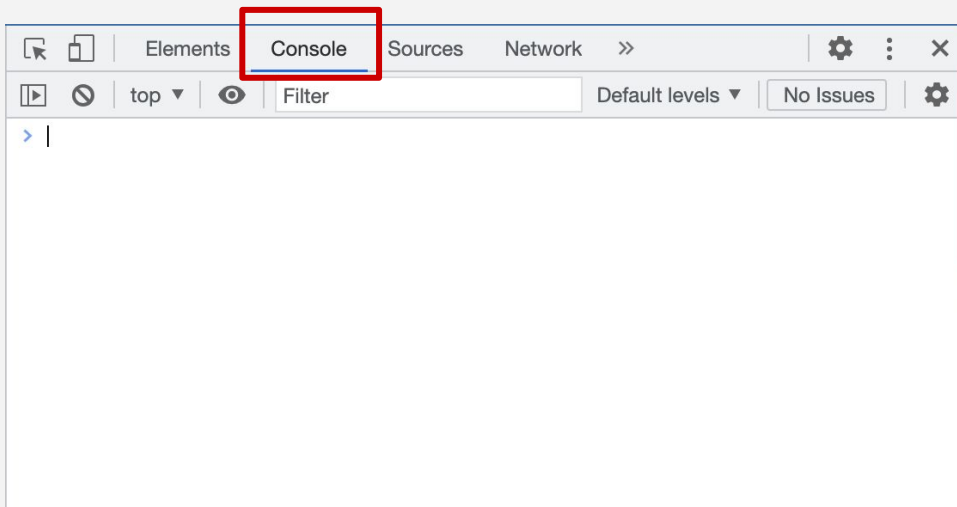 Elements Console Sources Network »
top ▼ Filter Default levels ▼ No Issues
>